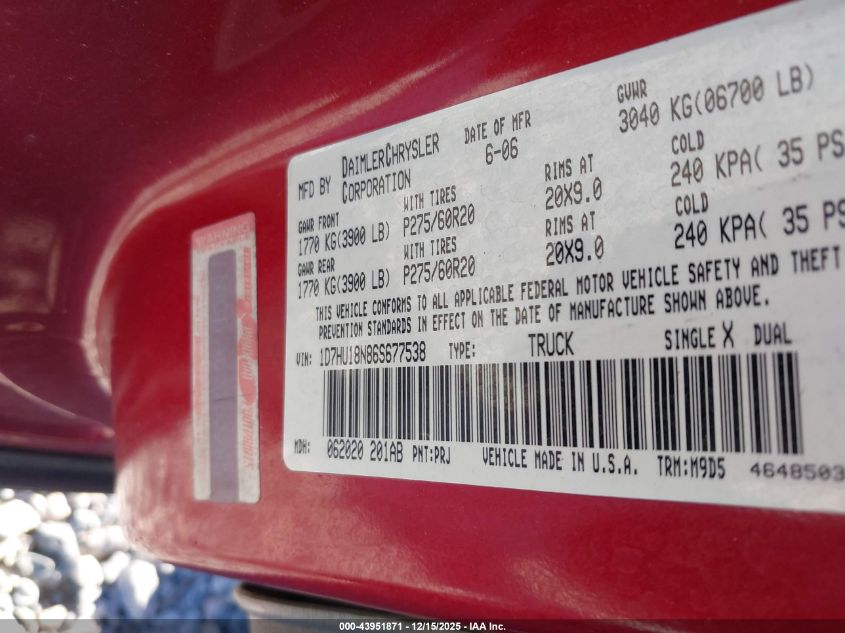 MFD BY DAIMLERCHRYSLER CORPORATION
DATE OF MFR 6-06
GVWR 3040 KG(06700 LB)
GAWR FRONT WITH TIRES RIMS AT COLD
1770 KG(3900 LB) P275/60R20 20X9.0 240 KPA( 35 PS
GAWR REAR WITH TIRES RIMS AT COLD
1770 KG(3900 LB) P275/60R20 20X9.0 240 KPA( 35 PS
THIS VEHICLE CONFORMS TO ALL APPLICABLE FEDERAL MOTOR VEHICLE SAFETY AND THEFT
PREVENTION STANDARDS IN EFFECT ON THE DATE OF MANUFACTURE SHOWN ABOVE.
VIN: 1D7HU18N86S677538 TYPE: TRUCK SINGLE X DUAL
MDH: 062020 201AB PNT:PRJ VEHICLE MADE IN U.S.A. TRM:M9D5 4648503
WARNING
000-43951871 - 12/15/2025 - IAA Inc.